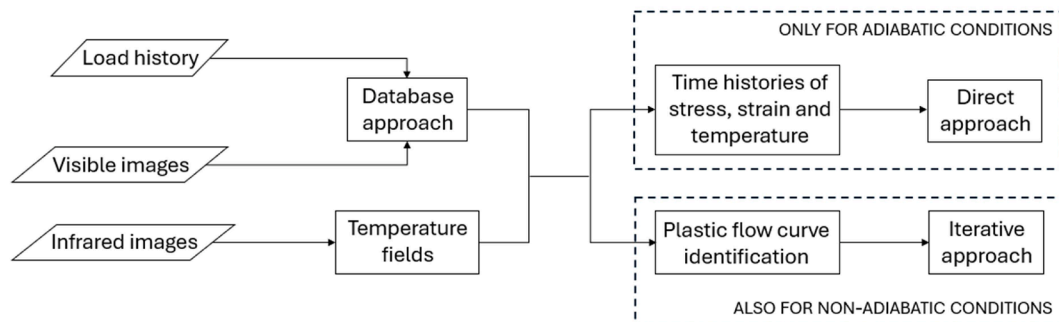 ONLY FOR ADIABATIC CONDITIONS
Load history
Database
approach
Visible images
Time histories of
stress, strain and
temperature
Direct
approach
Infrared images
Temperature
fields
Plastic flow curve
identification
Iterative
approach
ALSO FOR NON-ADIABATIC CONDITIONS